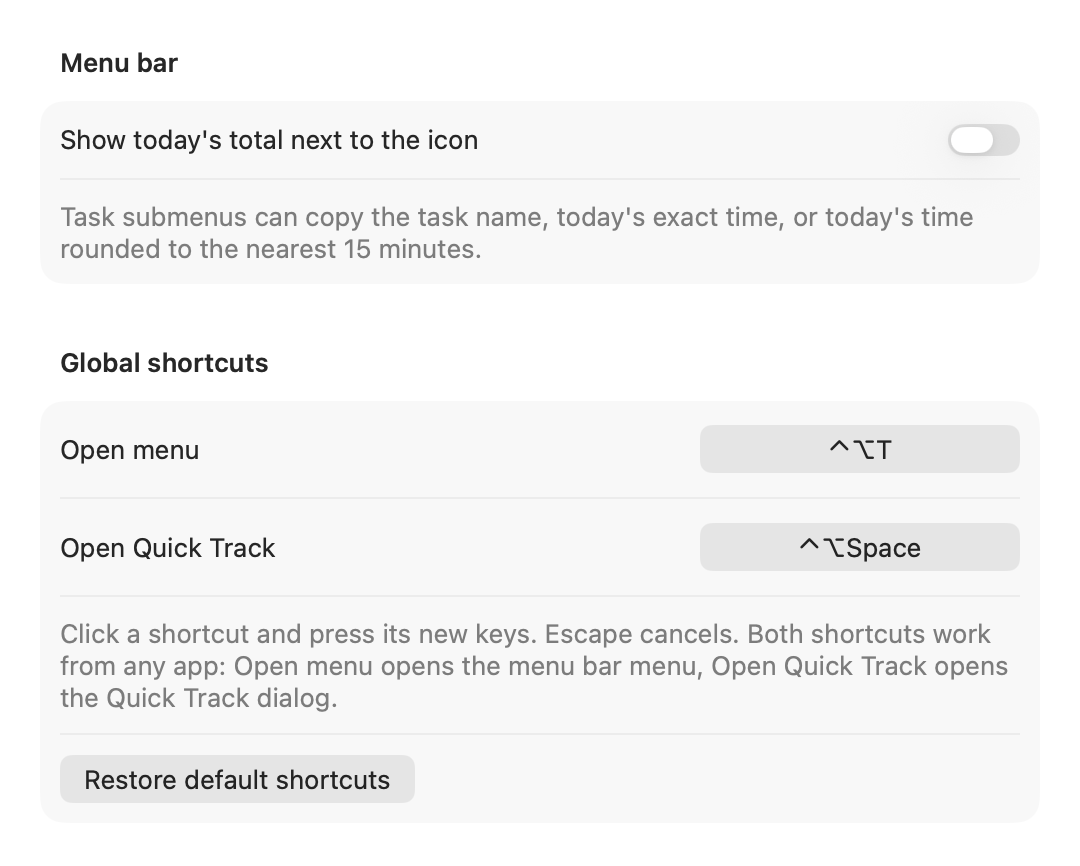 Menu bar
Show today's total next to the icon
Task submenus can copy the task name, today's exact time, or today's time
rounded to the nearest 15 minutes.
Global shortcuts
Open menu
⌃⌥T
Open Quick Track
⌃⌥Space
Click a shortcut and press its new keys. Escape cancels. Both shortcuts work
from any app: Open menu opens the menu bar menu, Open Quick Track opens
the Quick Track dialog.
Restore default shortcuts